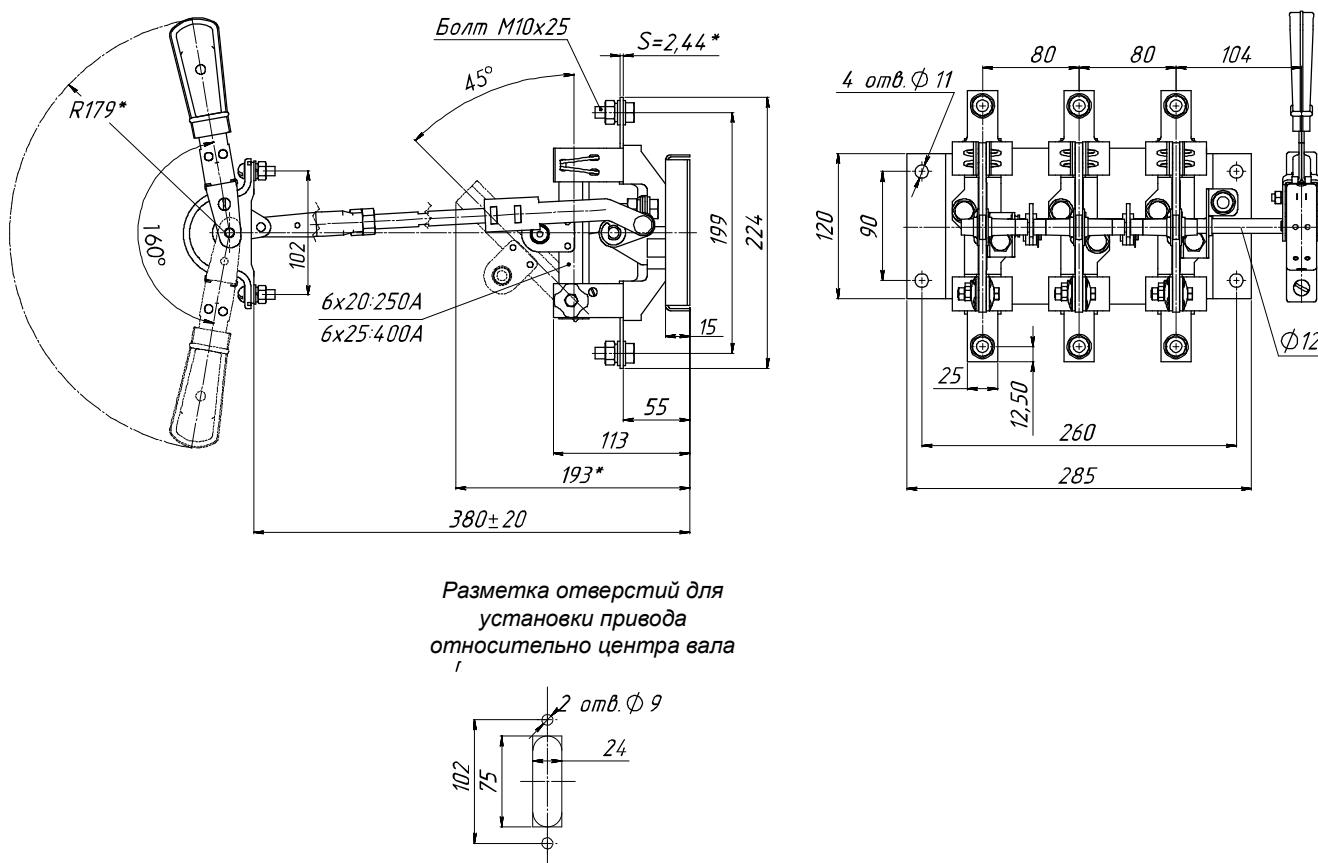 Болт М10х25
S=2,44*
45°
R179*
160°
102
6х20:250А
6х25:400А
199
224
15
55
113
193*
380±20
80
80
104
4 отв. Ф 11
120
90
Ф12
25
12,50
260
285
Разметка отверстий для
установки привода
относительно центра вала
2 отв. Ф 9
24
102
75